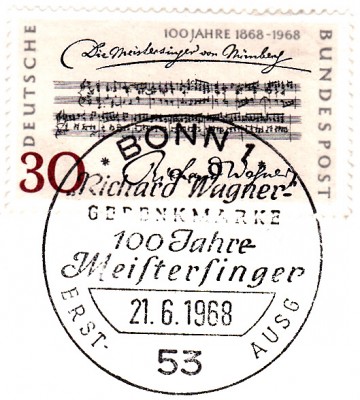 100 JAHRE 1868-1968
Die Meistersinger von Nürnberg
DEUTSCHE
BUNDESPOST
30
Richard Wagner
BONN 1
* *
Richard Wagner-
GEDENKMARKE
100 Jahre
Meistersinger
21.6.1968
ERST-
AUSG
53